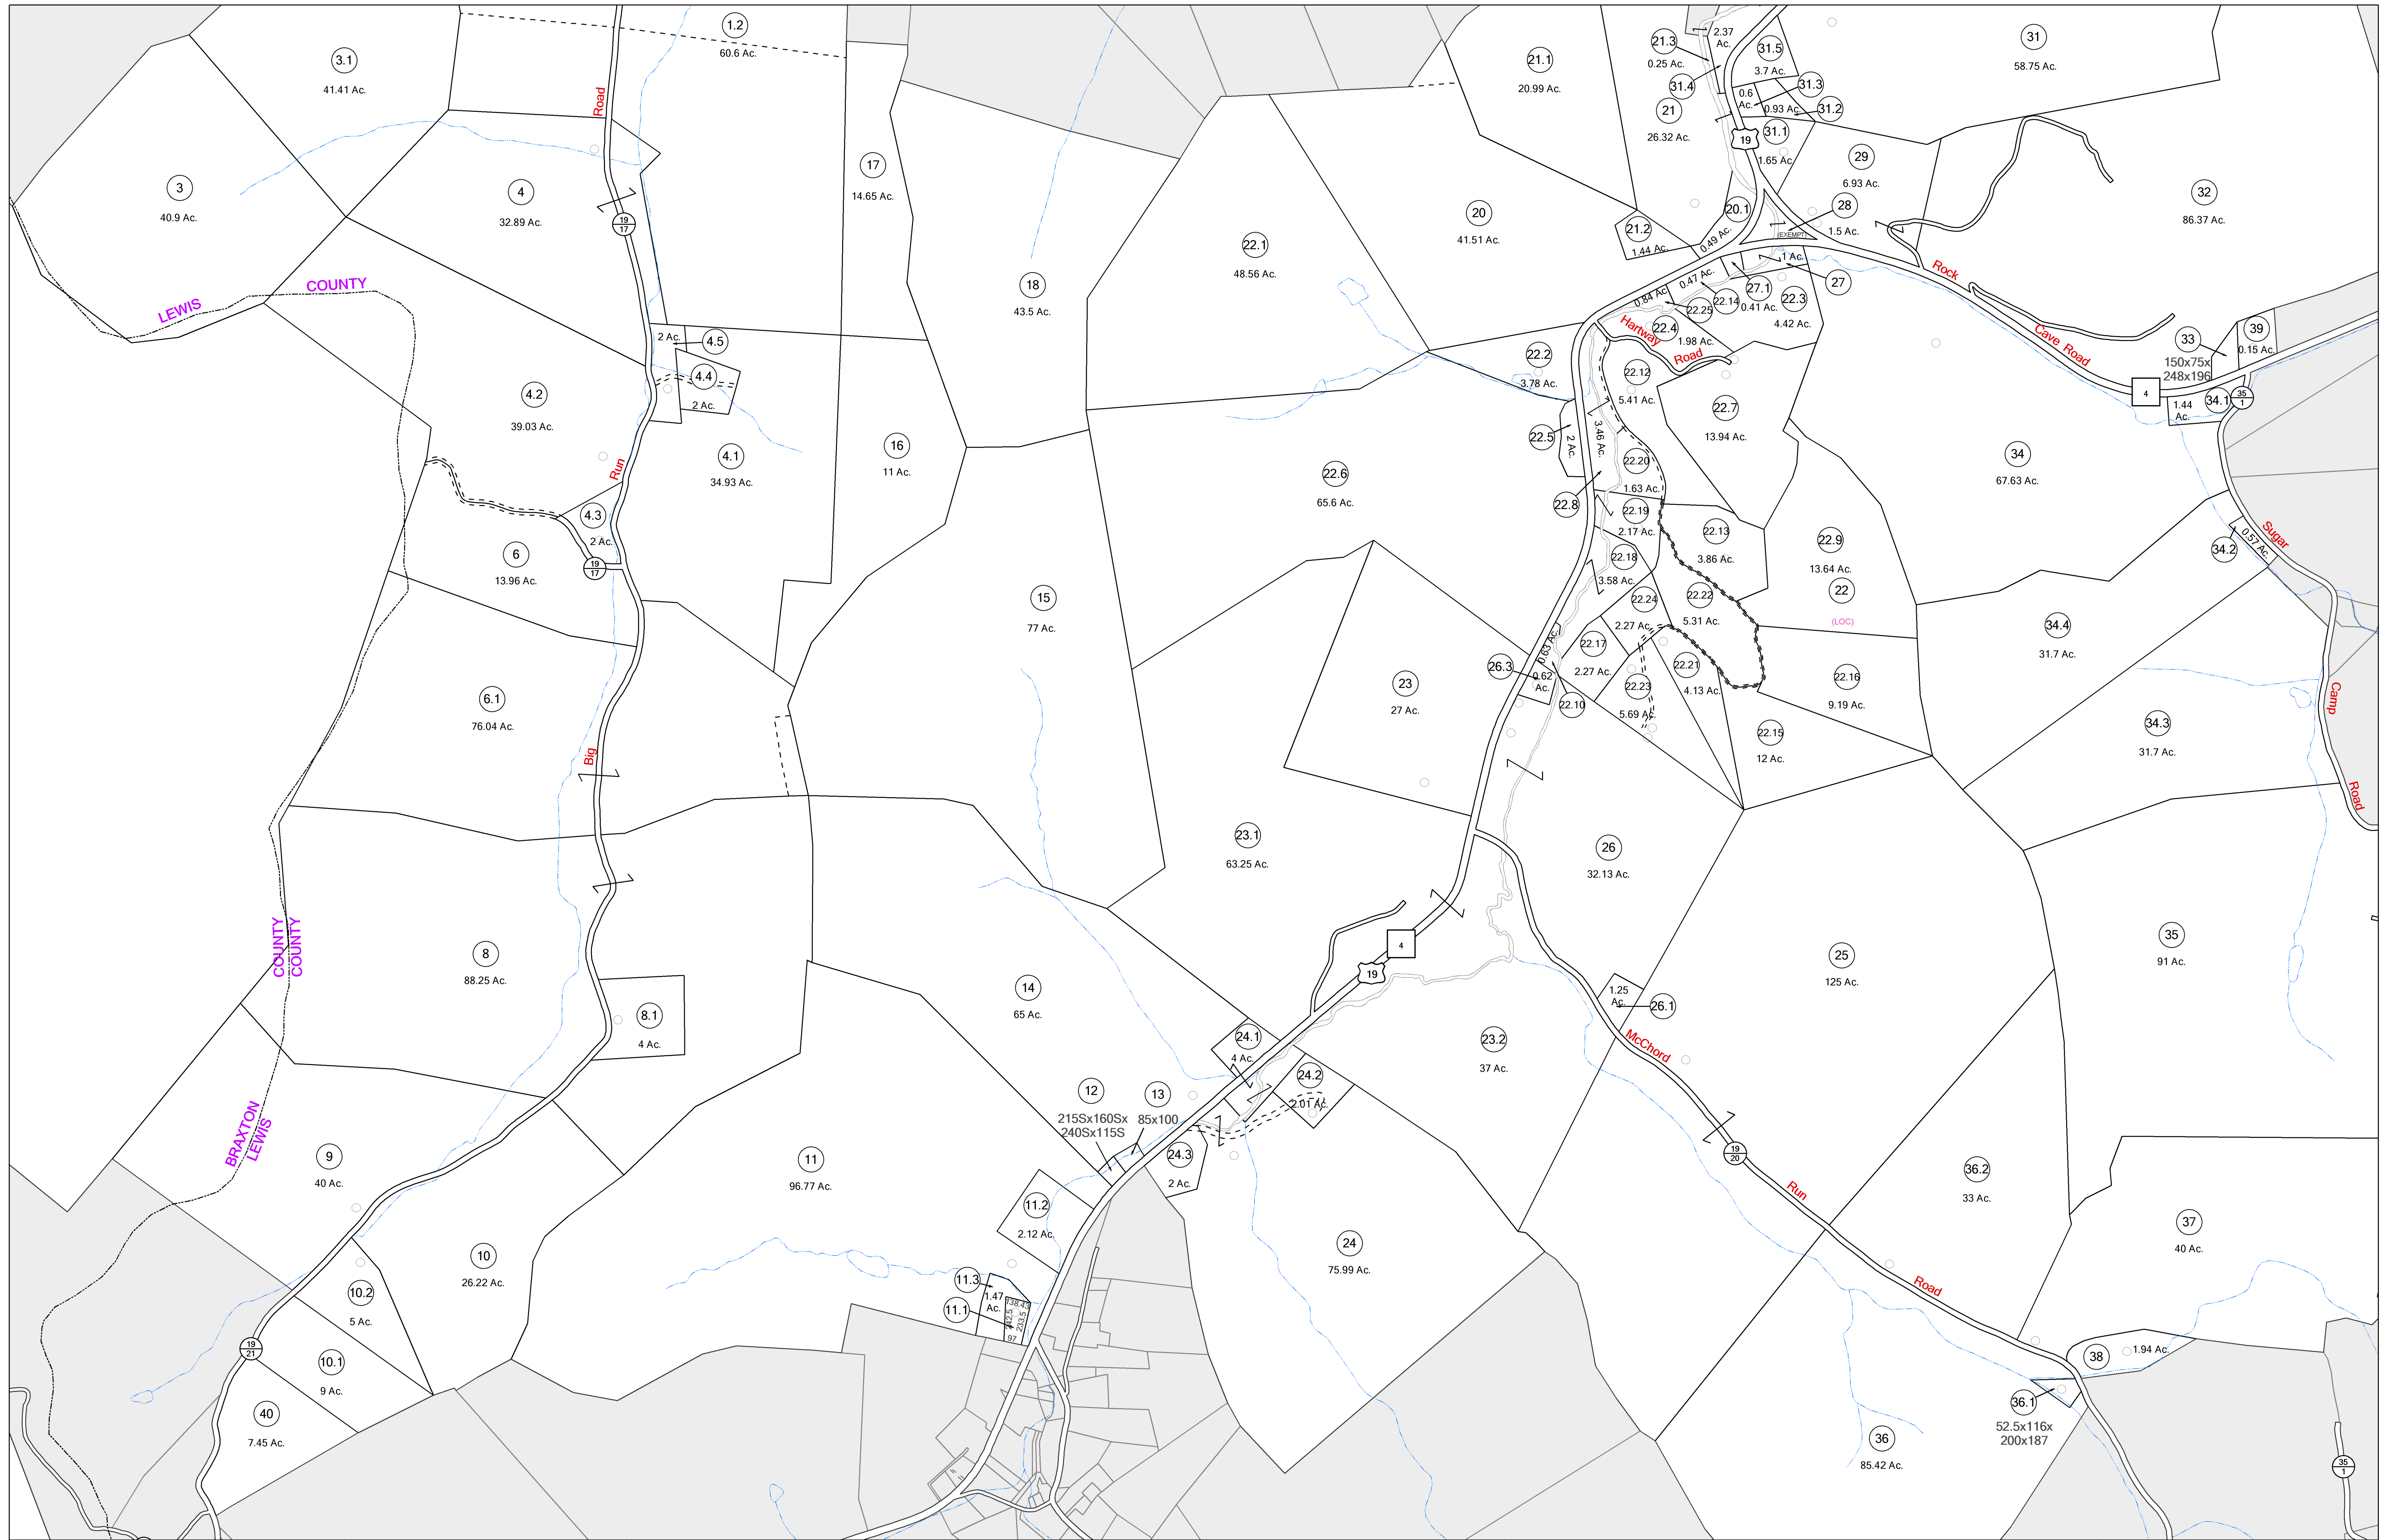 1.2
60.6 Ac.
3.1
41.41 Ac.
Road
3
40.9 Ac.
4
32.89 Ac.
19
17
17
14.65 Ac.
18
43.5 Ac.
22.1
48.56 Ac.
20
41.51 Ac.
21.1
20.99 Ac.
21.3
0.25 Ac.
2.37
Ac.
31.4
21
26.32 Ac.
31.5
3.7 Ac.
31.3
0.6
Ac.
0.93 Ac.
31.2
31.1
1.65 Ac.
19
31
58.75 Ac.
29
6.93 Ac.
32
86.37 Ac.
28
1.5 Ac.
(EXEMPT)
20.1
0.49 Ac.
21.2
1.44 Ac.
1 Ac.
27
27.1
0.41 Ac.
0.47 Ac.
22.14
0.84 Ac.
22.25
22.3
4.42 Ac.
22.4
1.98 Ac.
Hartway
Road
Rock
Cave Road
4
33
150x75x
248x196
39
0.15 Ac.
34.1
1.44
Ac.
35
1
LEWIS
COUNTY
2 Ac.
4.5
4.4
2 Ac.
4.2
39.03 Ac.
4.1
34.93 Ac.
16
11 Ac.
Run
4.3
2 Ac.
19
17
6
13.96 Ac.
6.1
76.04 Ac.
Big
15
77 Ac.
22.6
65.6 Ac.
22.2
3.78 Ac.
22.5
2 Ac.
3.46 Ac.
22.8
22.12
5.41 Ac.
22.7
13.94 Ac.
22.20
1.63 Ac.
22.19
2.17 Ac.
22.13
3.86 Ac.
22.18
3.58 Ac.
22.9
13.64 Ac.
22
(LOC)
22.24
2.27 Ac.
22.22
5.31 Ac.
22.17
2.27 Ac.
0.63 Ac.
26.3
0.62
Ac.
22.10
22.23
5.69 Ac.
22.21
4.13 Ac.
22.16
9.19 Ac.
22.15
12 Ac.
34
67.63 Ac.
34.2
0.57 Ac.
Sugar
Camp
Road
34.4
31.7 Ac.
34.3
31.7 Ac.
23
27 Ac.
23.1
63.25 Ac.
26
32.13 Ac.
25
125 Ac.
35
91 Ac.
8
88.25 Ac.
COUNTY
COUNTY
8.1
4 Ac.
14
65 Ac.
4
19
24.1
4 Ac.
23.2
37 Ac.
1.25
Ac.
26.1
McChord
24.2
2.01 Ac.
12
215Sx160Sx
240Sx115S
13
85x100
24.3
2 Ac.
BRAXTON
LEWIS
9
40 Ac.
11
96.77 Ac.
11.2
2.12 Ac.
24
75.99 Ac.
19
20
Run
Road
36.2
33 Ac.
37
40 Ac.
10
26.22 Ac.
11.3
1.47
Ac.
11.1
138.43
242.5
233.5
97
10.2
5 Ac.
19
21
10.1
9 Ac.
40
7.45 Ac.
38
1.94 Ac.
36.1
52.5x116x
200x187
36
85.42 Ac.
35
1